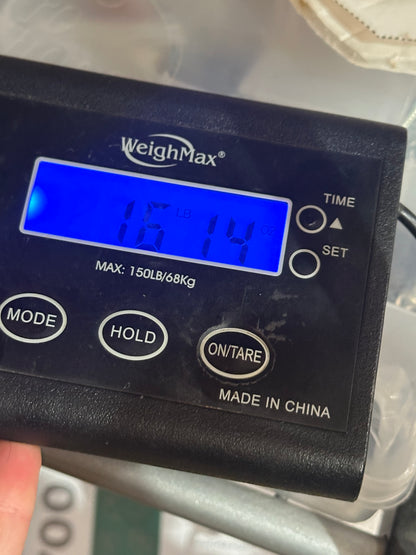 WeighMax®
16 LB 14 OZ
TIME
▲
SET
MAX: 150LB/68Kg
MODE
HOLD
ON/TARE
MADE IN CHINA